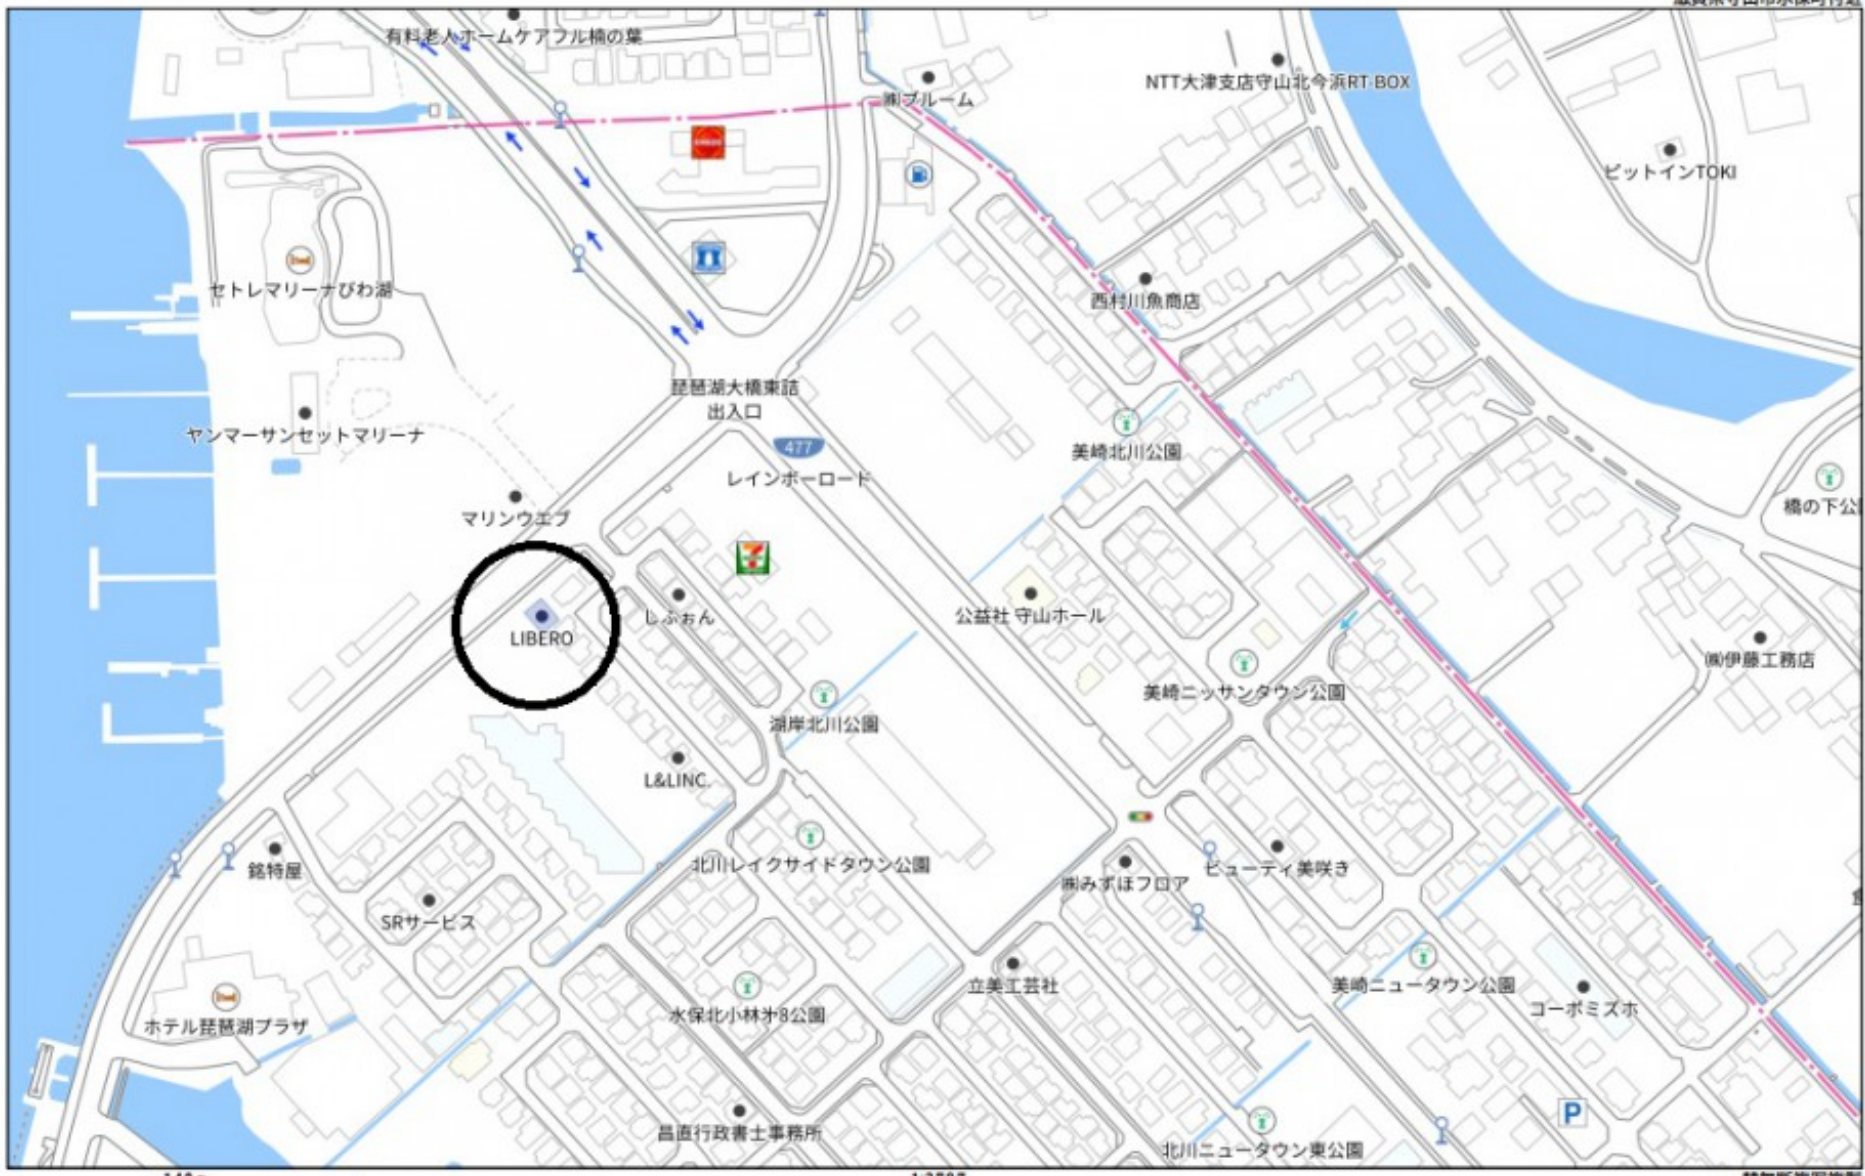 有料老人ホームケアフル楠の葉
NTT大津支店守山北今浜RT-BOX
㈱ブルーム
ENEOS
ピットインTOKI
セトレマリーナびわ湖
西村川魚商店
琵琶湖大橋東詰
出入口
ヤンマーサンセットマリーナ
477
美崎北川公園
レインボーロード
橋の下公
マリンウエブ
しふぉん
公益社 守山ホール
LIBERO
㈱伊藤工務店
美崎ニッサンタウン公園
湖岸北川公園
L&LINC.
北川レイクサイドタウン公園
銘特屋
ビューティ美咲き
㈱みずほフロア
SRサービス
立美工芸社
美崎ニュータウン公園
コーポミズホ
水保北小林第8公園
ホテル琵琶湖プラザ
P
昌直行政書士事務所
北川ニュータウン東公園